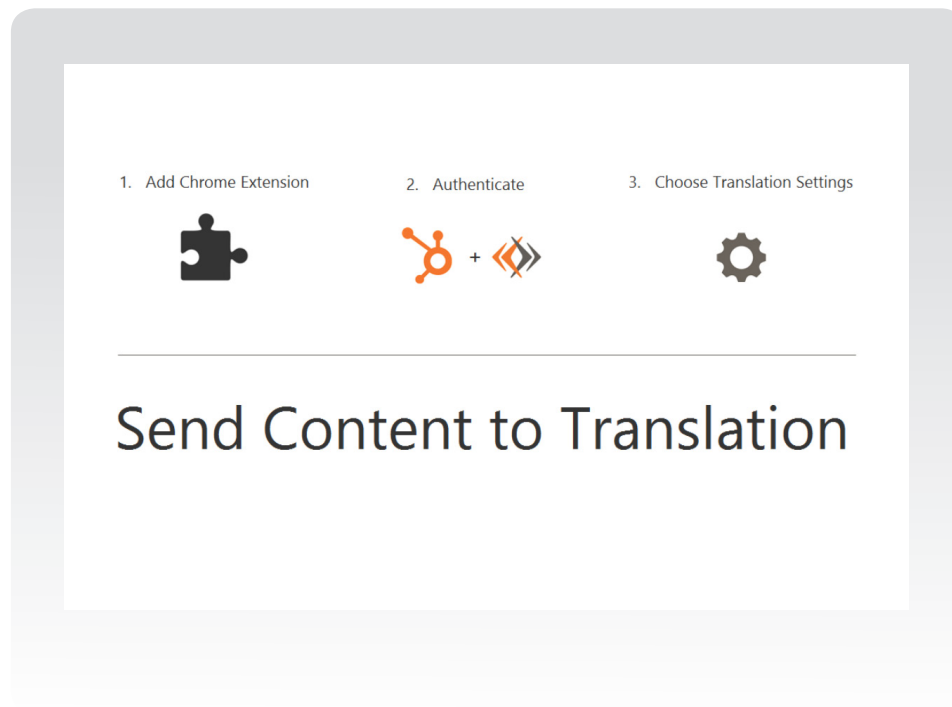 1. Add Chrome Extension
2. Authenticate
3. Choose Translation Settings
+
Send Content to Translation